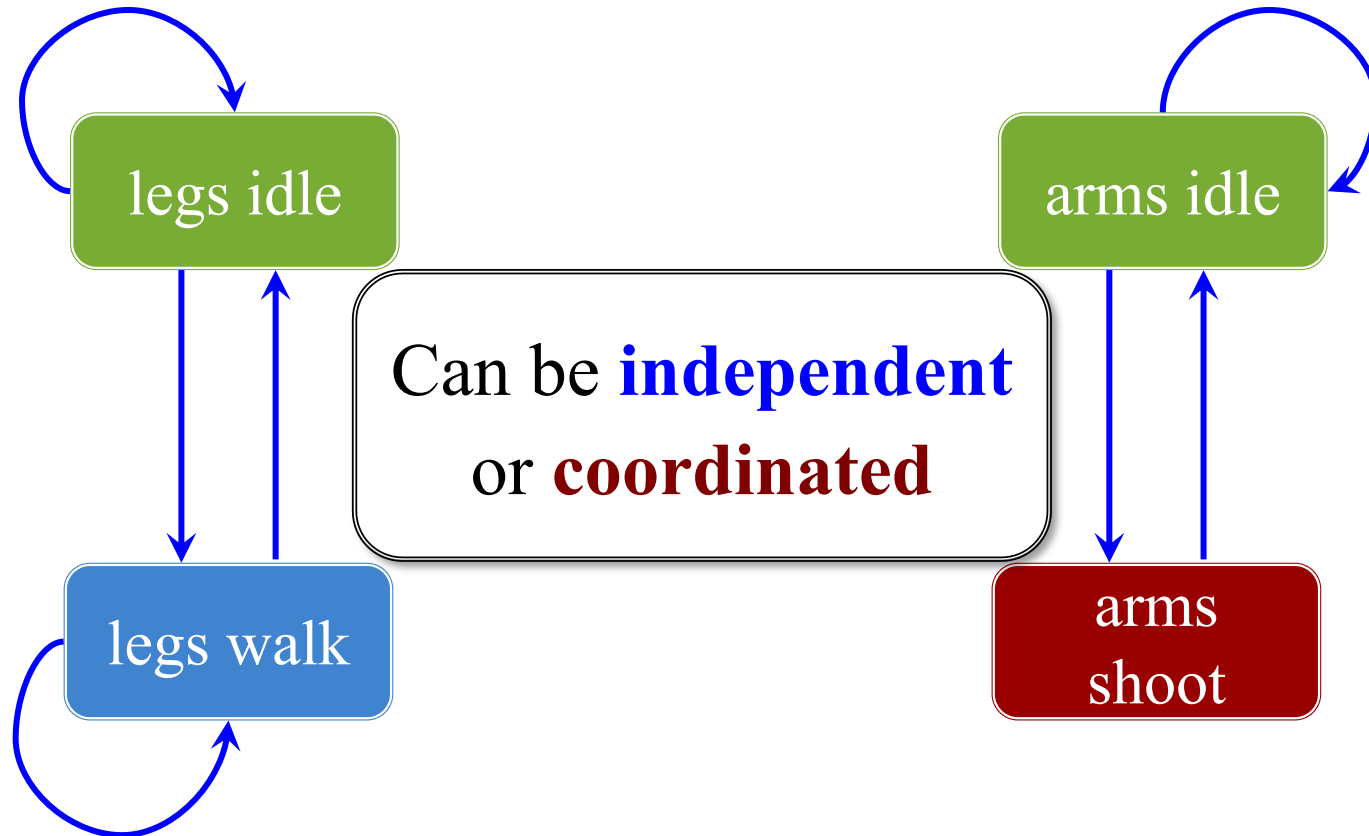 legs idle
arms idle
Can be independent
or coordinated
legs walk
arms
shoot